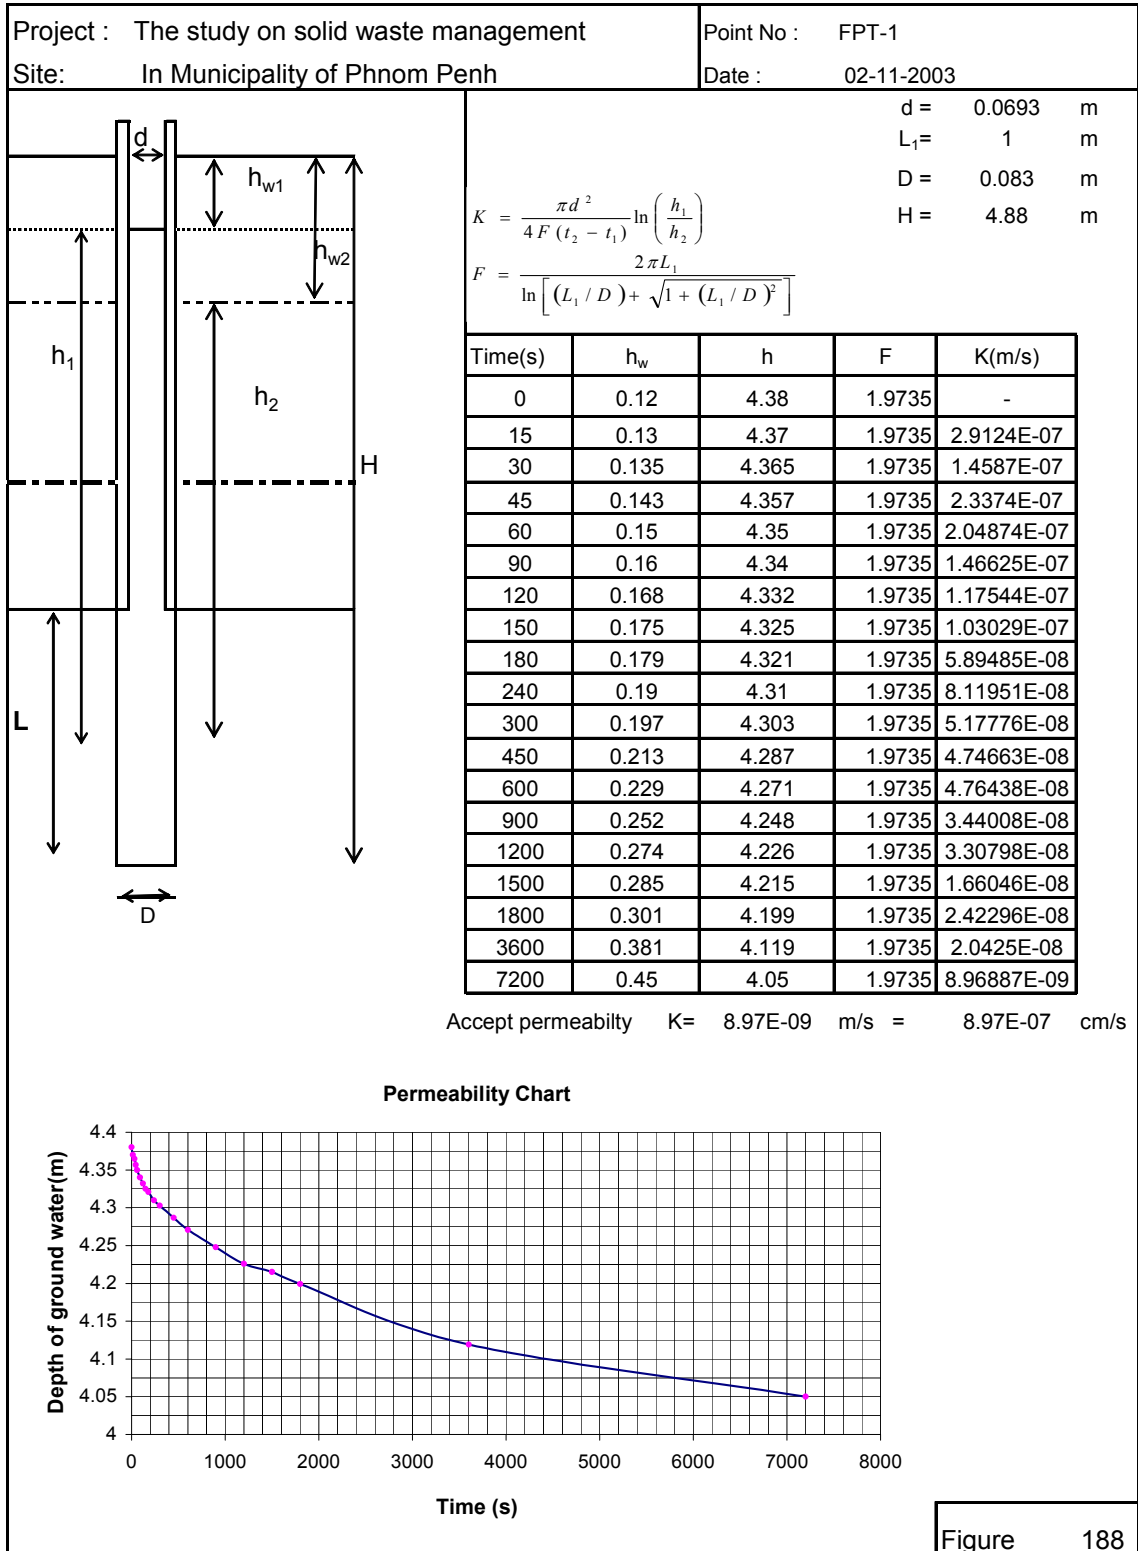 Project : The study on solid waste management
Point No : FPT-1
Site: In Municipality of Phnom Penh
Date : 02-11-2003
d = 0.0693 m
L₁= 1 m
D = 0.083 m
H = 4.88 m
d
h_w1
h_w2
h₁
h₂
H
L
D
K = πd² / 4F(t₂ − t₁) ln(h₁/h₂)
F = 2πL₁ / ln[(L₁/D) + √1 + (L₁/D)²]
Time(s) h_w h F K(m/s)
0 0.12 4.38 1.9735 -
15 0.13 4.37 1.9735 2.9124E-07
30 0.135 4.365 1.9735 1.4587E-07
45 0.143 4.357 1.9735 2.3374E-07
60 0.15 4.35 1.9735 2.04874E-07
90 0.16 4.34 1.9735 1.46625E-07
120 0.168 4.332 1.9735 1.17544E-07
150 0.175 4.325 1.9735 1.03029E-07
180 0.179 4.321 1.9735 5.89485E-08
240 0.19 4.31 1.9735 8.11951E-08
300 0.197 4.303 1.9735 5.17776E-08
450 0.213 4.287 1.9735 4.74663E-08
600 0.229 4.271 1.9735 4.76438E-08
900 0.252 4.248 1.9735 3.44008E-08
1200 0.274 4.226 1.9735 3.30798E-08
1500 0.285 4.215 1.9735 1.66046E-08
1800 0.301 4.199 1.9735 2.42296E-08
3600 0.381 4.119 1.9735 2.0425E-08
7200 0.45 4.05 1.9735 8.96887E-09
Accept permeabilty K= 8.97E-09 m/s = 8.97E-07 cm/s
Permeability Chart
Depth of ground water(m)
4.4
4.35
4.3
4.25
4.2
4.15
4.1
4.05
4
0 1000 2000 3000 4000 5000 6000 7000 8000
Time (s)
Figure 188